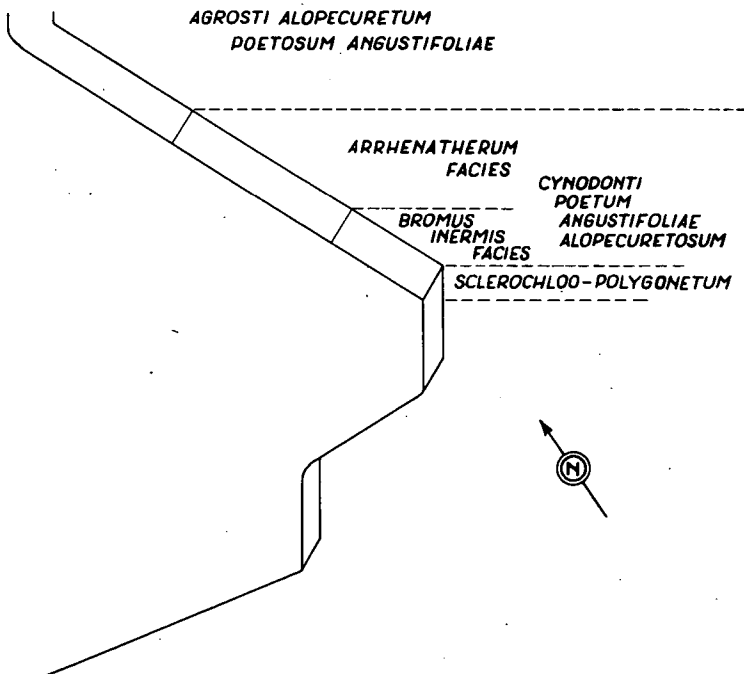 AGROSTI ALOPECURETUM
POETOSUM ANGUSTIFOLIAE
ARRHENATHERUM
FACIES
CYNODONTI
POETUM
ANGUSTIFOLIAE
ALOPECURETOSUM
BROMUS
INERMIS
FACIES
SCLEROCHLOO-POLYGONETUM
N